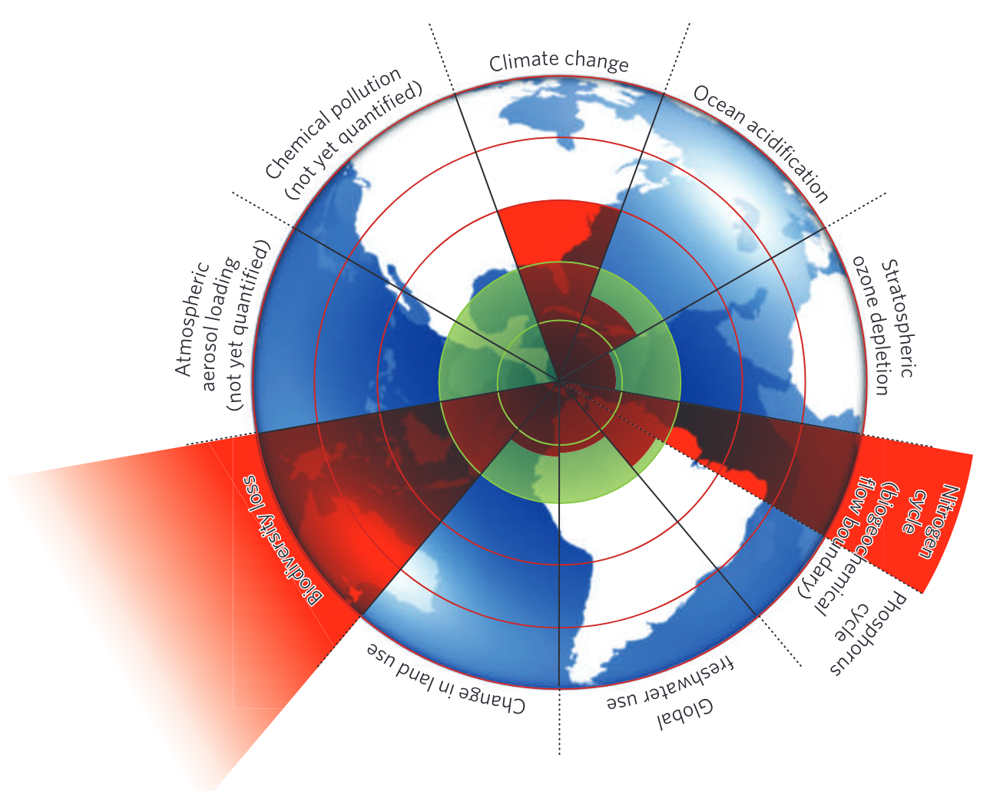 Climate change
Ocean acidification
Stratospheric
ozone depletion
Nitrogen
cycle
(biogeochemical
flow boundary)
Phosphorus
cycle
Global
freshwater use
Change in land use
Biodiversity loss
Atmospheric
aerosol loading
(not yet quantified)
Chemical pollution
(not yet quantified)